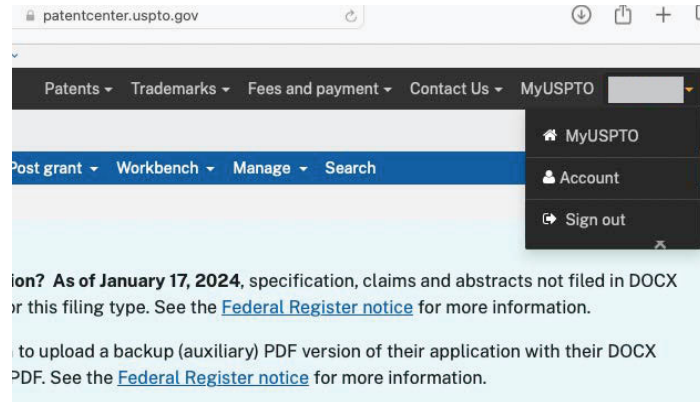 patentcenter.uspto.gov
Patents Trademarks Fees and payment Contact Us MyUSPTO
MyUSPTO
Post grant Workbench Manage Search
Account
Sign out
ion? As of January 17, 2024, specification, claims and abstracts not filed in DOCX
or this filing type. See the Federal Register notice for more information.
to upload a backup (auxiliary) PDF version of their application with their DOCX
PDF. See the Federal Register notice for more information.